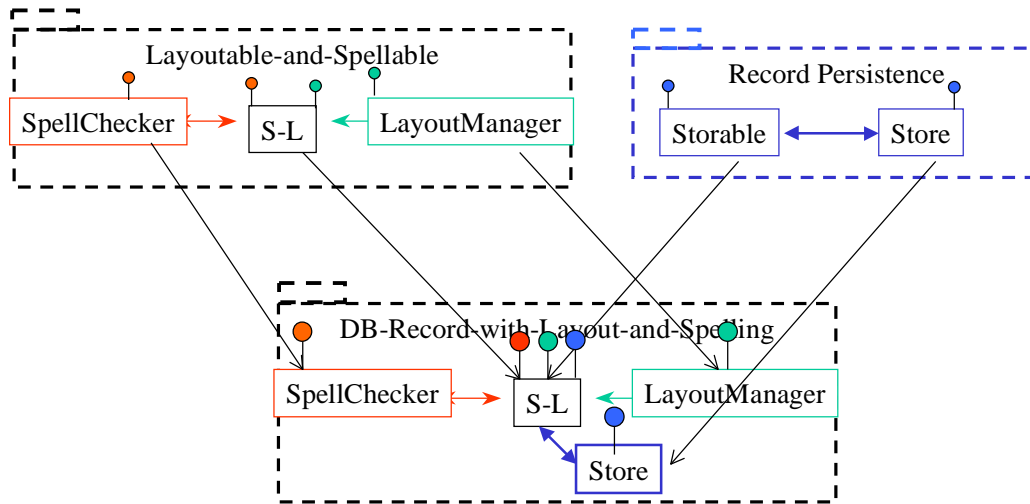 Layoutable-and-Spellable
SpellChecker
S-L
LayoutManager
Record Persistence
Storable
Store
DB-Record-with-Layout-and-Spelling
SpellChecker
S-L
LayoutManager
Store